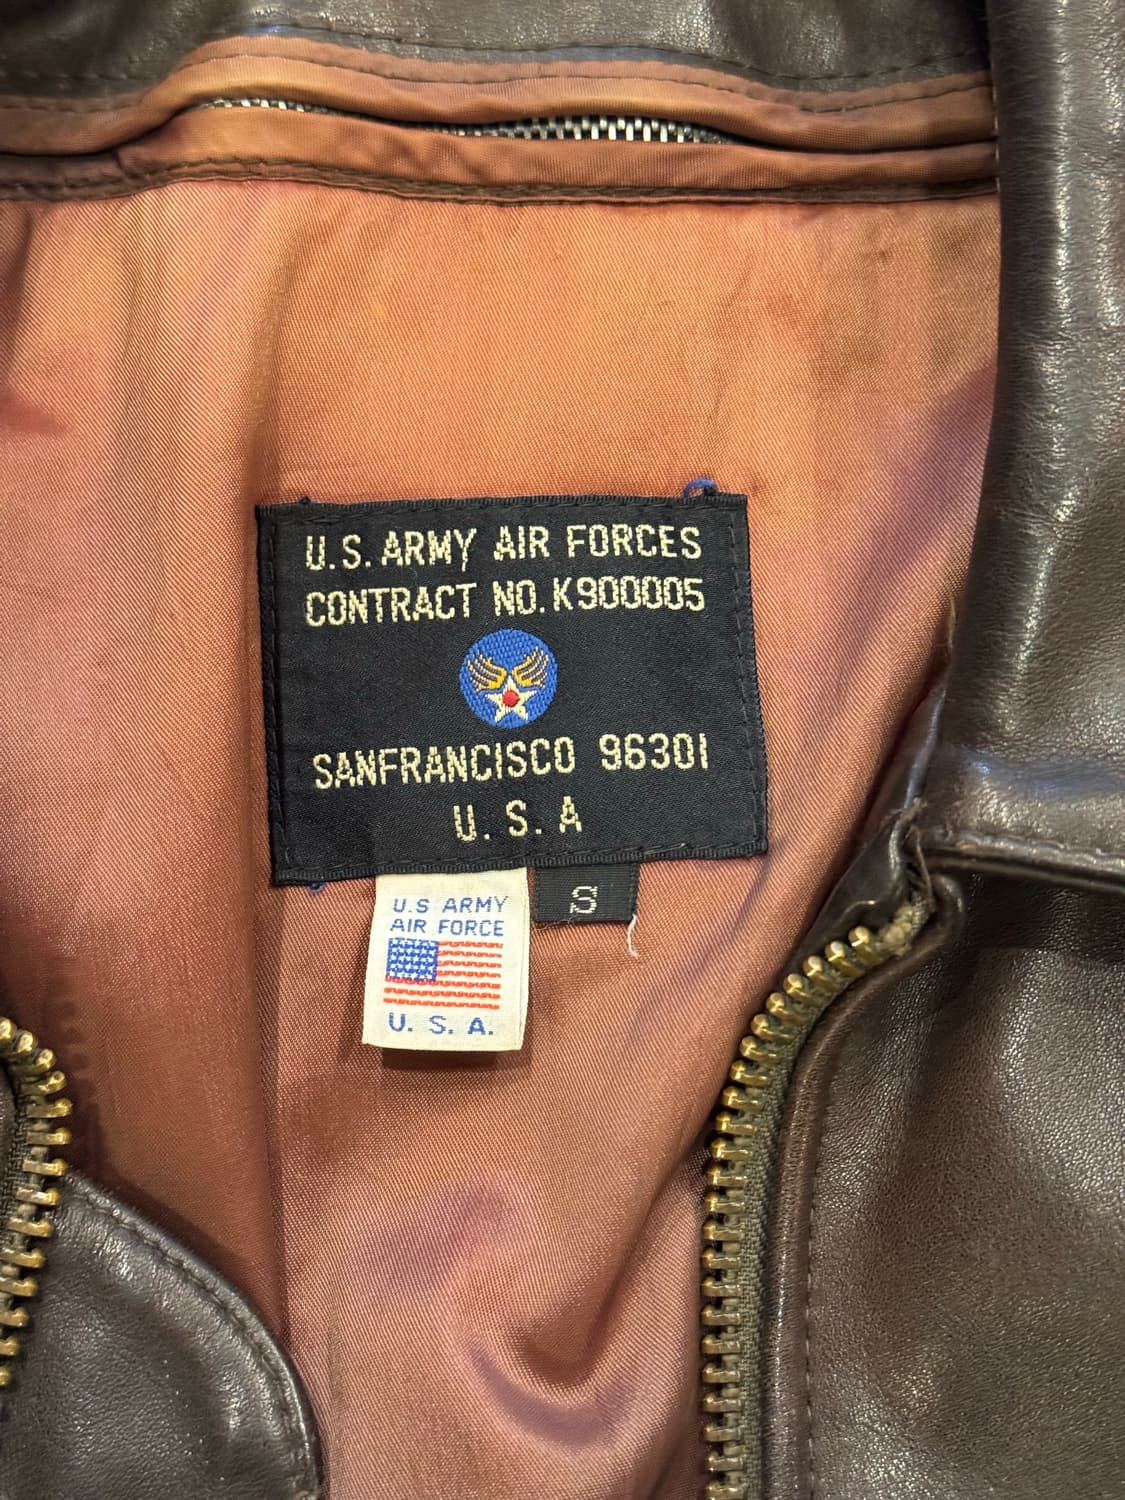 U.S. ARMY AIR FORCES
CONTRACT NO. K900005
SANFRANCISCO 96301
U. S. A
U.S ARMY
AIR FORCE
U. S. A.
S